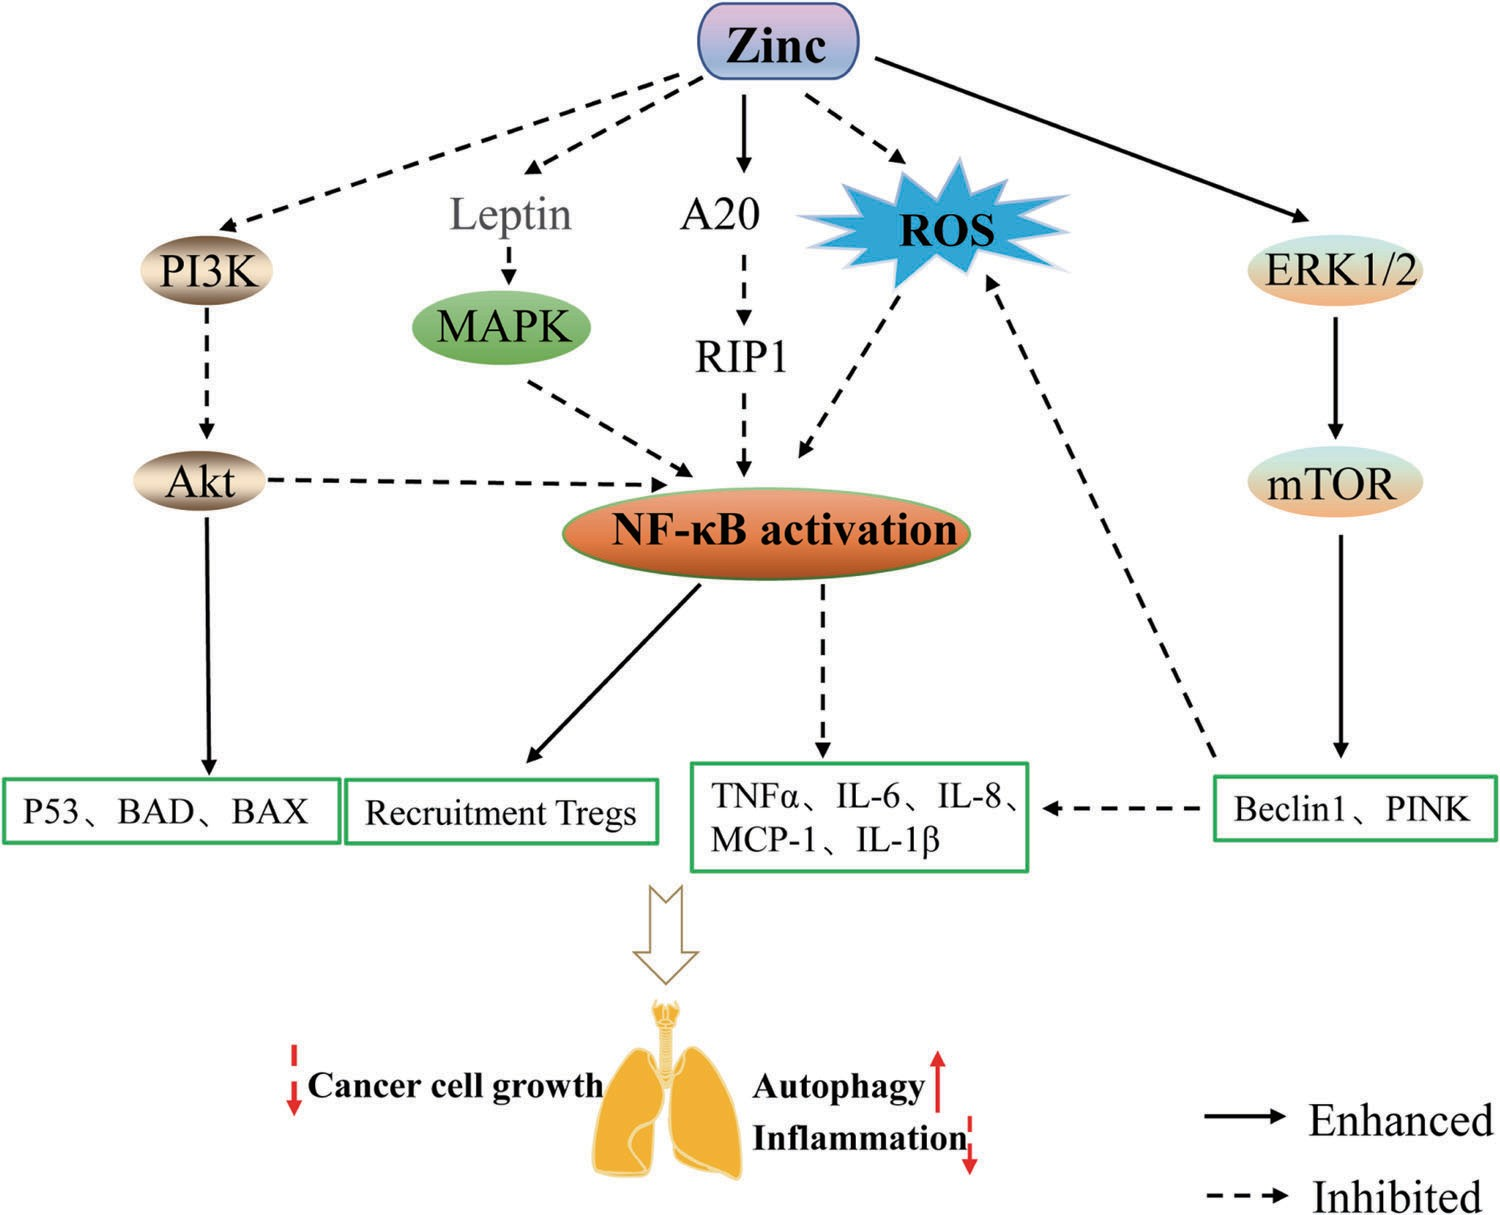 Zinc
Leptin
A20
ROS
PI3K
ERK1/2
MAPK
RIP1
Akt
mTOR
NF-κB activation
P53、BAD、BAX
Recruitment Tregs
TNFα、IL-6、IL-8、
MCP-1、IL-1β
Beclin1、PINK
Cancer cell growth
Autophagy
Inflammation
Enhanced
Inhibited